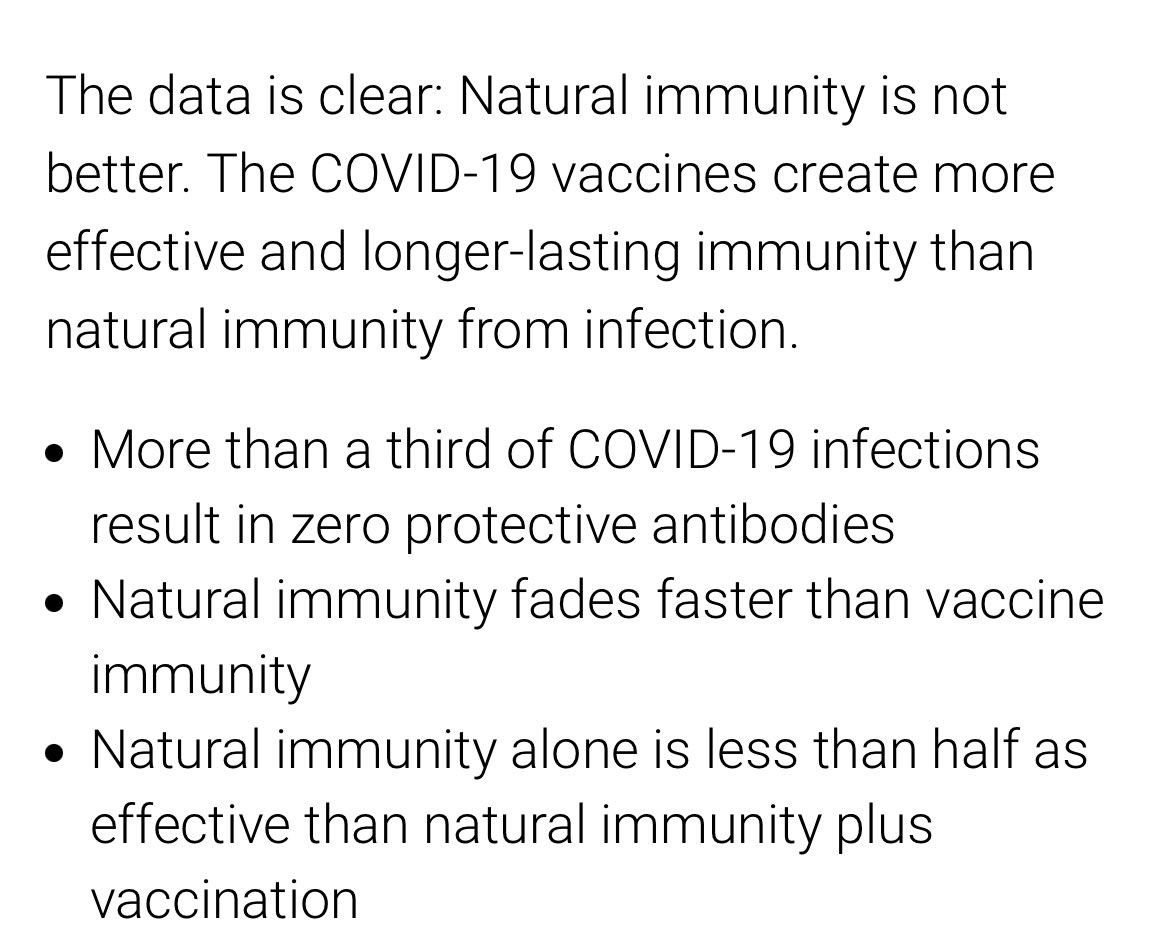 The data is clear: Natural immunity is not
better. The COVID-19 vaccines create more
effective and longer-lasting immunity than
natural immunity from infection.
• More than a third of COVID-19 infections
result in zero protective antibodies
• Natural immunity fades faster than vaccine
immunity
• Natural immunity alone is less than half as
effective than natural immunity plus
vaccination